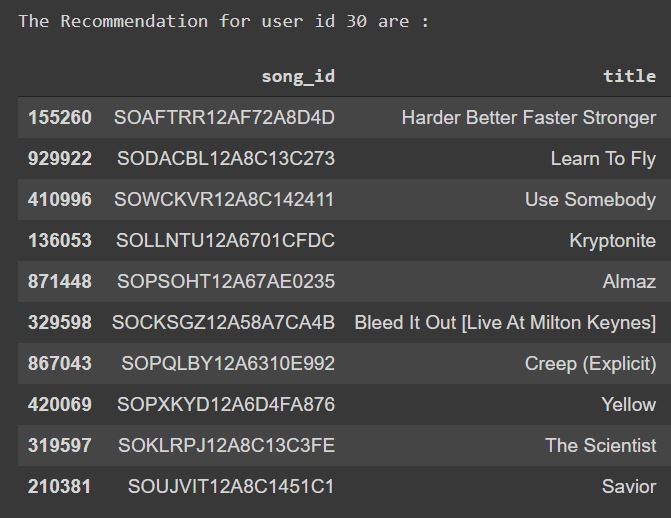 The Recommendation for user id 30 are :
song_id title
155260 SOAFTRR12AF72A8D4D Harder Better Faster Stronger
929922 SODACBL12A8C13C273 Learn To Fly
410996 SOWCKVR12A8C142411 Use Somebody
136053 SOLLNTU12A6701CFDC Kryptonite
871448 SOPSOHT12A67AE0235 Almaz
329598 SOCKSGZ12A58A7CA4B Bleed It Out [Live At Milton Keynes]
867043 SOPQLBY12A6310E992 Creep (Explicit)
420069 SOPXKYD12A6D4FA876 Yellow
319597 SOKLRPJ12A8C13C3FE The Scientist
210381 SOUJVIT12A8C1451C1 Savior